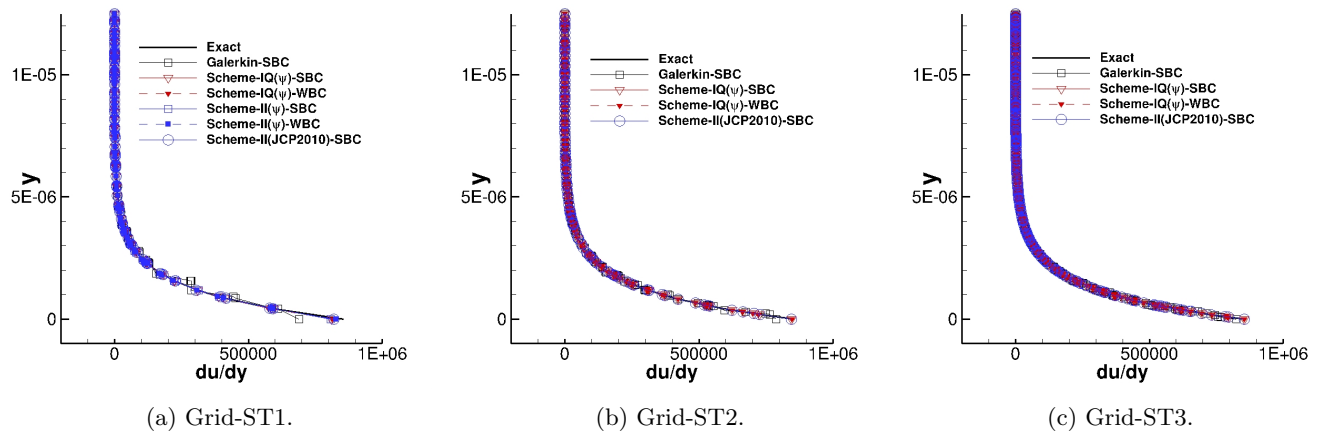 Exact
Galerkin-SBC
Scheme-IQ(ψ)-SBC
Scheme-IQ(ψ)-WBC
Scheme-II(ψ)-SBC
Scheme-II(ψ)-WBC
Scheme-II(JCP2010)-SBC
1E-05
5E-06
0
y
0 500000 1E+06
du/dy
(a) Grid-ST1.
Exact
Galerkin-SBC
Scheme-IQ(ψ)-SBC
Scheme-IQ(ψ)-WBC
Scheme-II(JCP2010)-SBC
1E-05
5E-06
0
y
0 500000 1E+06
du/dy
(b) Grid-ST2.
Exact
Galerkin-SBC
Scheme-IQ(ψ)-SBC
Scheme-IQ(ψ)-WBC
Scheme-II(JCP2010)-SBC
1E-05
5E-06
0
y
0 500000 1E+06
du/dy
(c) Grid-ST3.